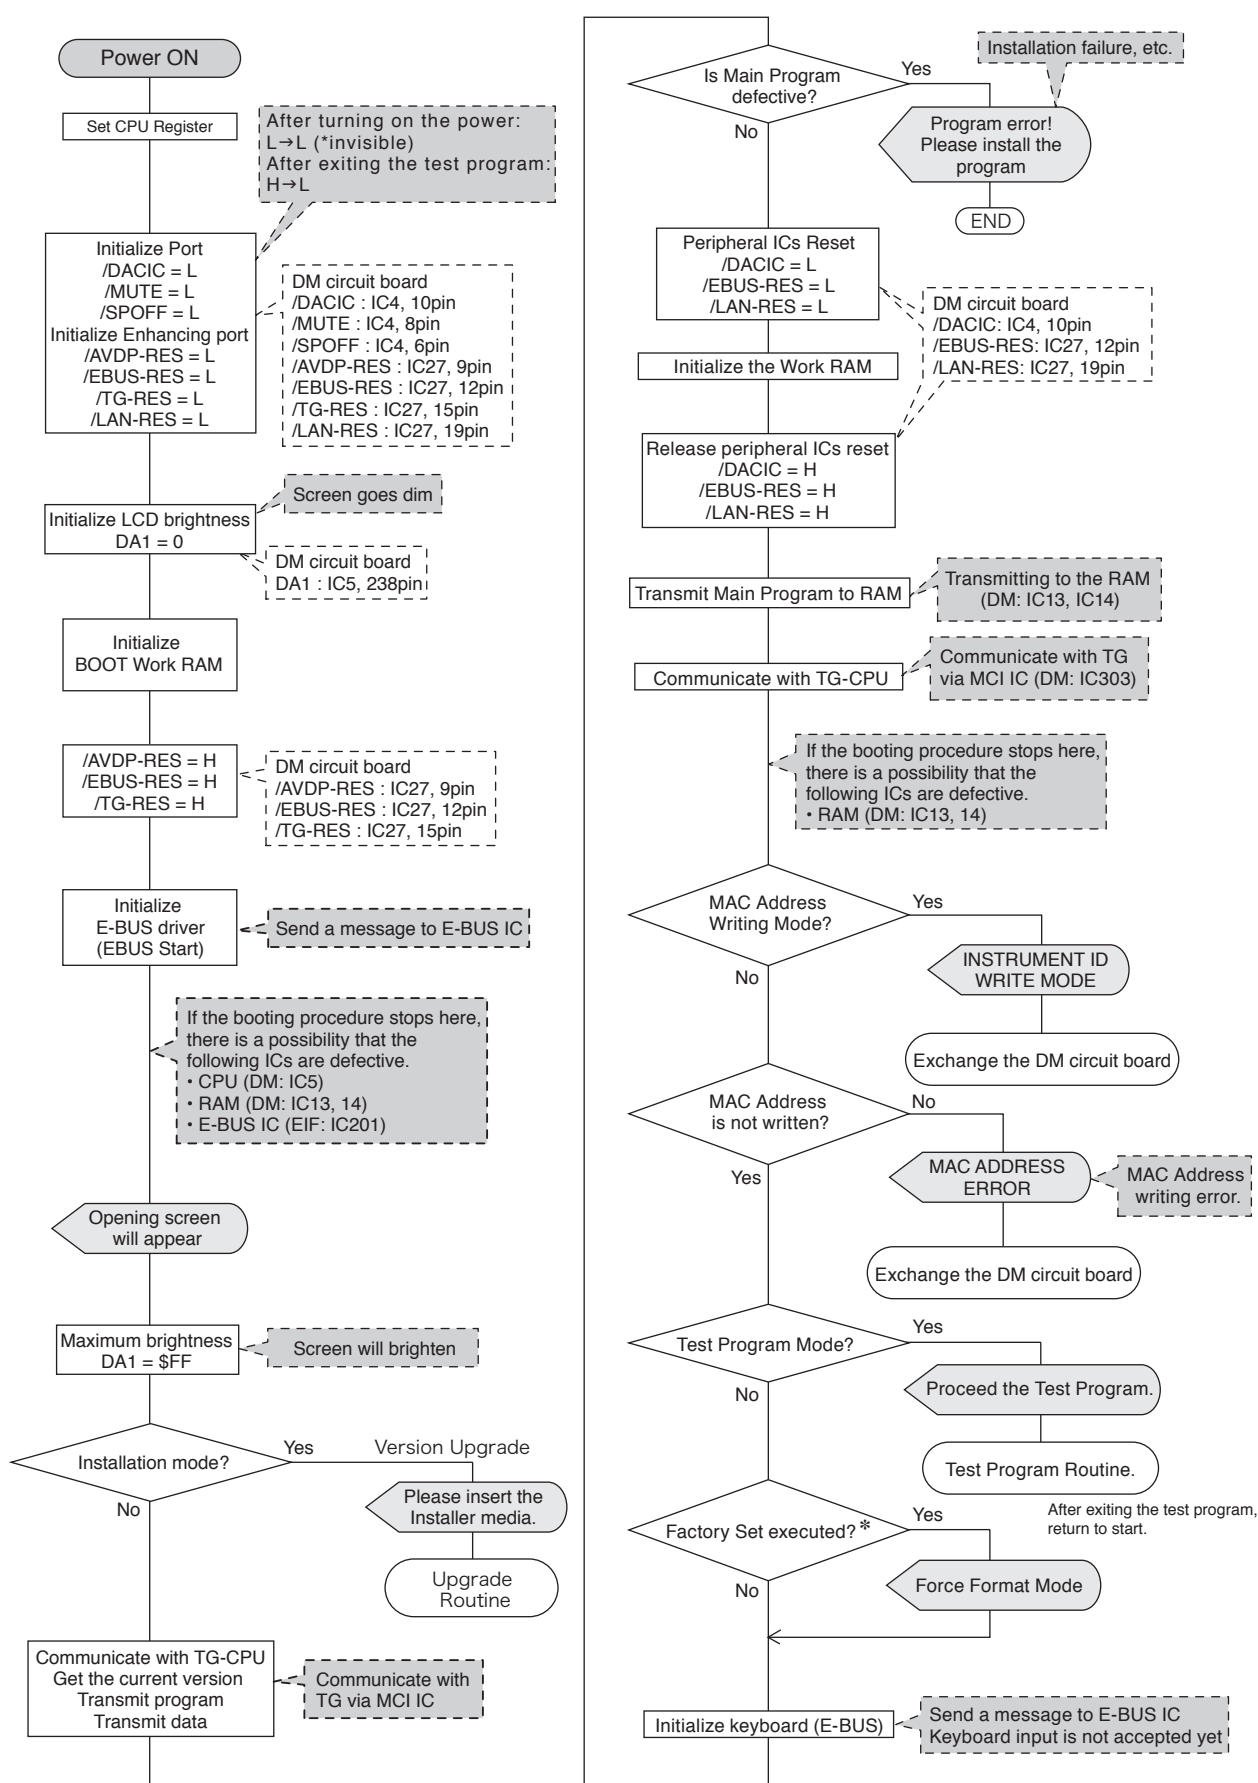 Power ON
Set CPU Register
After turning on the power:
L→L (*invisible)
After exiting the test program:
H→L
Initialize Port
/DACIC = L
/MUTE = L
/SPOFF = L
Initialize Enhancing port
/AVDP-RES = L
/EBUS-RES = L
/TG-RES = L
/LAN-RES = L
DM circuit board
/DACIC : IC4, 10pin
/MUTE : IC4, 8pin
/SPOFF : IC4, 6pin
/AVDP-RES : IC27, 9pin
/EBUS-RES : IC27, 12pin
/TG-RES : IC27, 15pin
/LAN-RES : IC27, 19pin
Screen goes dim
Initialize LCD brightness
DA1 = 0
DM circuit board
DA1 : IC5, 238pin
Initialize
BOOT Work RAM
/AVDP-RES = H
/EBUS-RES = H
/TG-RES = H
DM circuit board
/AVDP-RES : IC27, 9pin
/EBUS-RES : IC27, 12pin
/TG-RES : IC27, 15pin
Initialize
E-BUS driver
(EBUS Start)
Send a message to E-BUS IC
If the booting procedure stops here,
there is a possibility that the
following ICs are defective.
• CPU (DM: IC5)
• RAM (DM: IC13, 14)
• E-BUS IC (EIF: IC201)
Opening screen
will appear
Maximum brightness
DA1 = $FF
Screen will brighten
Installation mode?
Yes
Version Upgrade
Please insert the
Installer media.
Upgrade
Routine
No
Communicate with TG-CPU
Get the current version
Transmit program
Transmit data
Communicate with
TG via MCI IC
Is Main Program
defective?
Yes
Installation failure, etc.
Program error!
Please install the
program
END
No
Peripheral ICs Reset
/DACIC = L
/EBUS-RES = L
/LAN-RES = L
DM circuit board
/DACIC: IC4, 10pin
/EBUS-RES: IC27, 12pin
/LAN-RES: IC27, 19pin
Initialize the Work RAM
Release peripheral ICs reset
/DACIC = H
/EBUS-RES = H
/LAN-RES = H
Transmit Main Program to RAM
Transmitting to the RAM
(DM: IC13, IC14)
Communicate with TG-CPU
Communicate with TG
via MCI IC (DM: IC303)
If the booting procedure stops here,
there is a possibility that the
following ICs are defective.
• RAM (DM: IC13, 14)
MAC Address
Writing Mode?
Yes
INSTRUMENT ID
WRITE MODE
Exchange the DM circuit board
No
MAC Address
is not written?
No
MAC ADDRESS
ERROR
MAC Address
writing error.
Exchange the DM circuit board
Yes
Test Program Mode?
Yes
Proceed the Test Program.
Test Program Routine.
After exiting the test program,
return to start.
No
Factory Set executed?*
Yes
Force Format Mode
No
Initialize keyboard (E-BUS)
Send a message to E-BUS IC
Keyboard input is not accepted yet